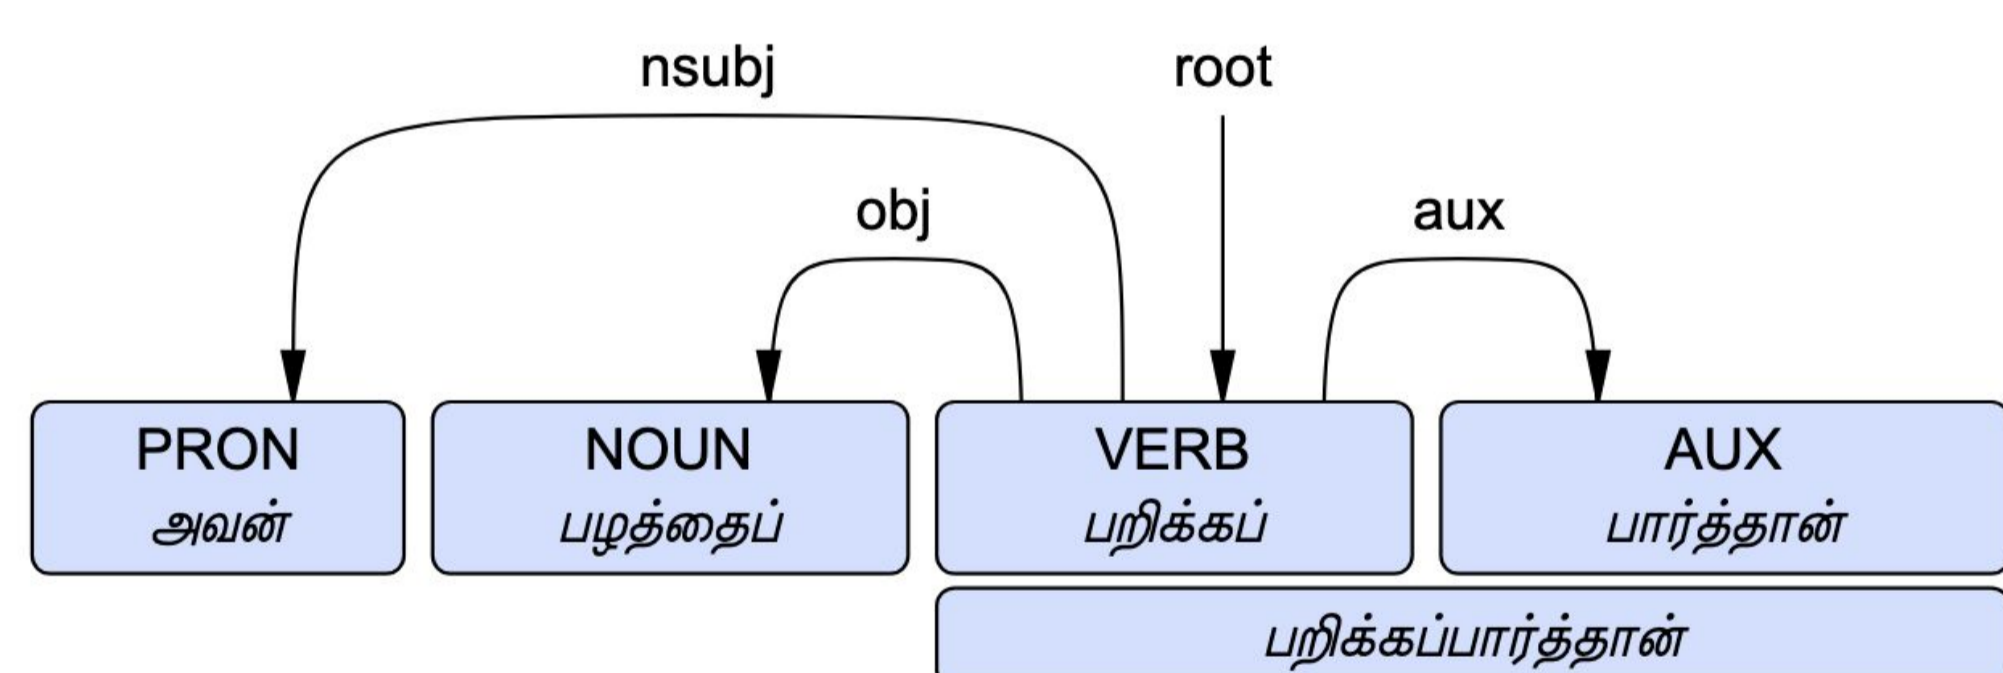 nsubj root
obj aux
PRON NOUN VERB AUX
அவன் பழத்தைப் பறிக்கப் பார்த்தான்
பறிக்கப்பார்த்தான்